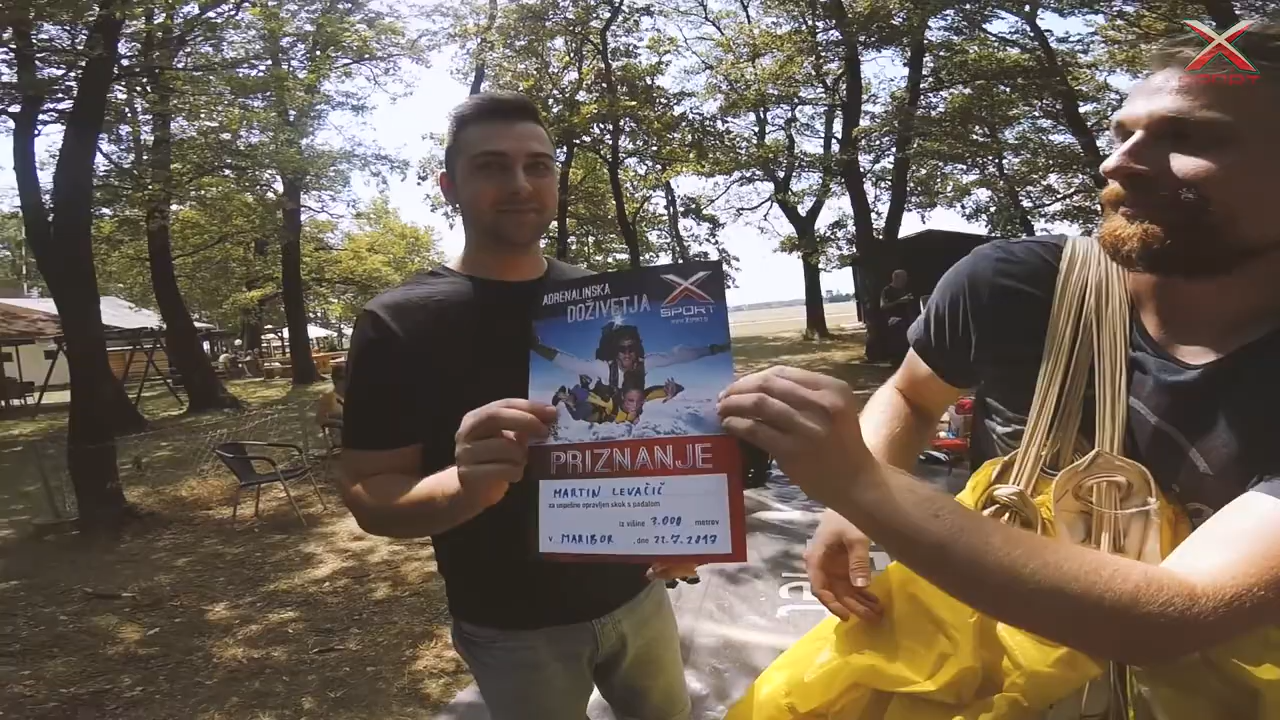 X SPORT
ADRENALINSKA
DOŽIVETJA
X SPORT
PRIZNANJE
MARTIN LEVAČIČ
za uspešno opravljen skok s padalom
iz višine 3.000 metrov
v MARIBOR , dne 22.7.2017